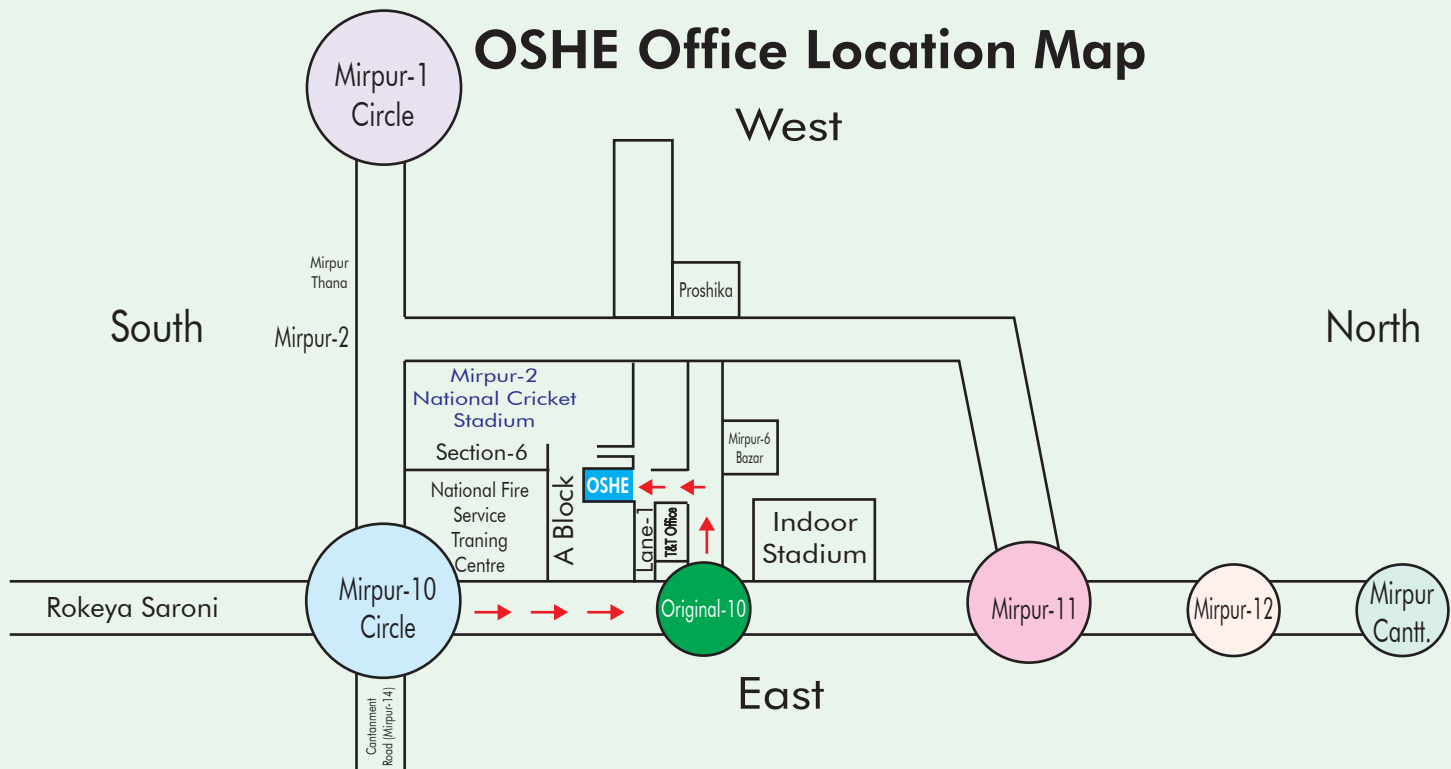 OSHE Office Location Map
Mirpur-1
Circle
West
Mirpur
Thana
Proshika
South
Mirpur-2
North
Mirpur-2
National Cricket
Stadium
Section-6
Mirpur-6
Bazar
National Fire
Service
Traning
Centre
A Block
OSHE
Lane-1
T&T Office
Indoor
Stadium
Rokeya Saroni
Mirpur-10
Circle
Original-10
Mirpur-11
Mirpur-12
Mirpur
Cantt.
East
Cantanment
Road (Mirpur-14)